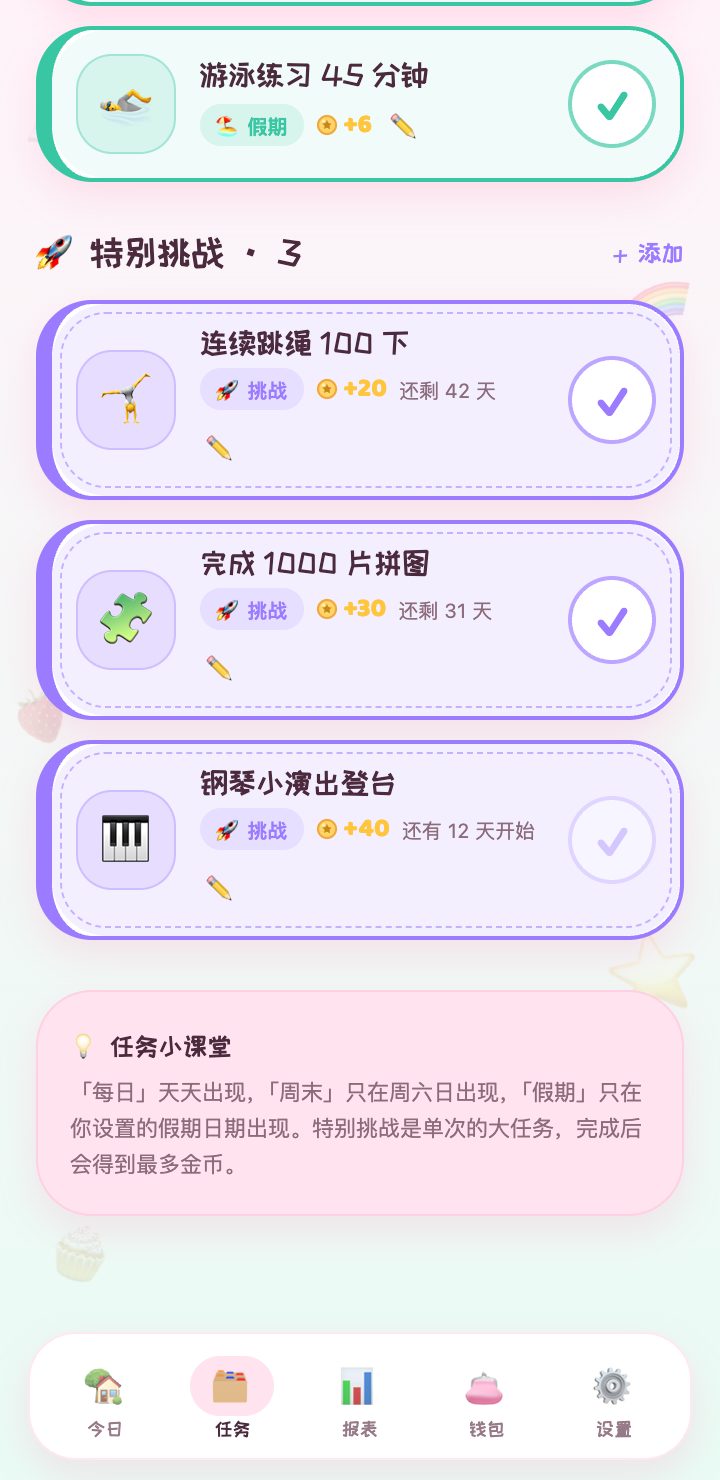 游泳练习 45 分钟
假期 +6
特别挑战 · 3
+ 添加
连续跳绳 100 下
挑战 +20 还剩 42 天
完成 1000 片拼图
挑战 +30 还剩 31 天
钢琴小演出登台
挑战 +40 还有 12 天开始
任务小课堂
「每日」天天出现，「周末」只在周六日出现，「假期」只在
你设置的假期日期出现。特别挑战是单次的大任务，完成后
会得到最多金币。
今日 任务 报表 钱包 设置